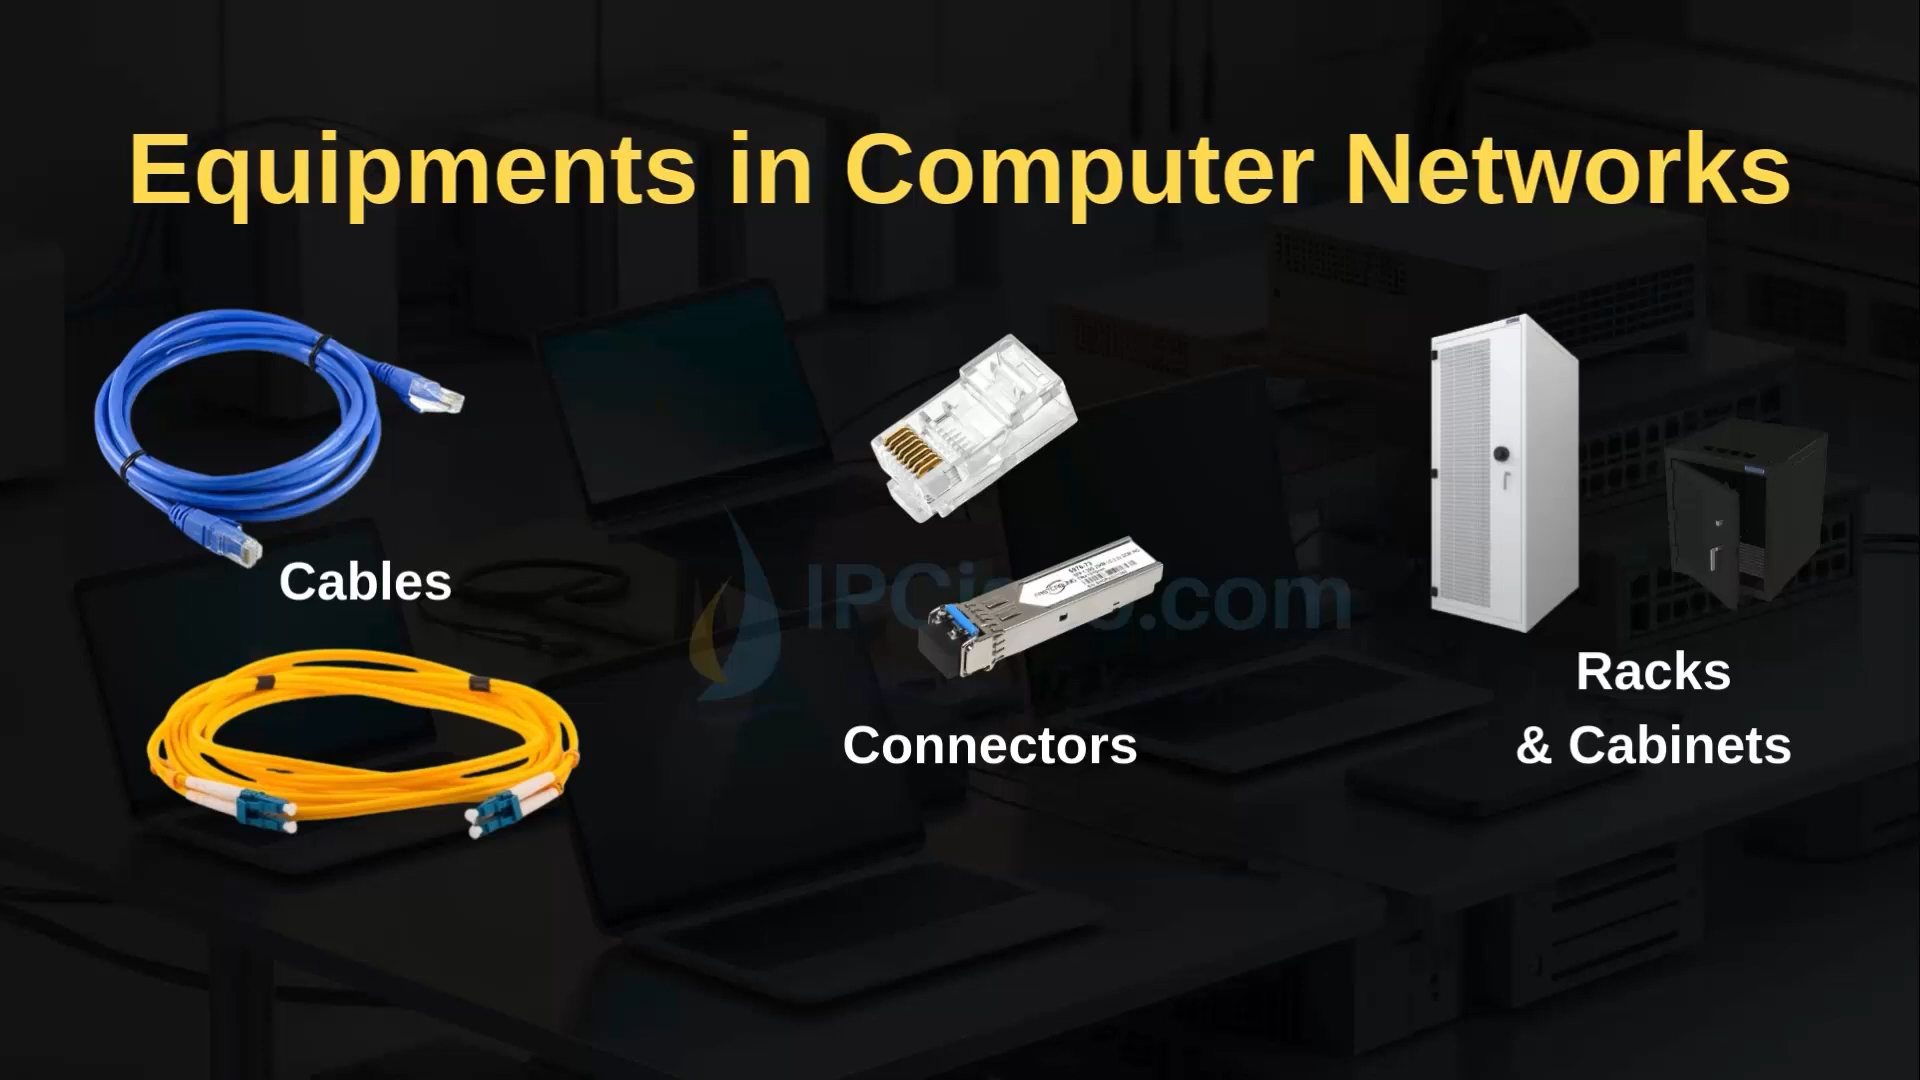 Equipments in Computer Networks
Cables
Connectors
Racks
& Cabinets